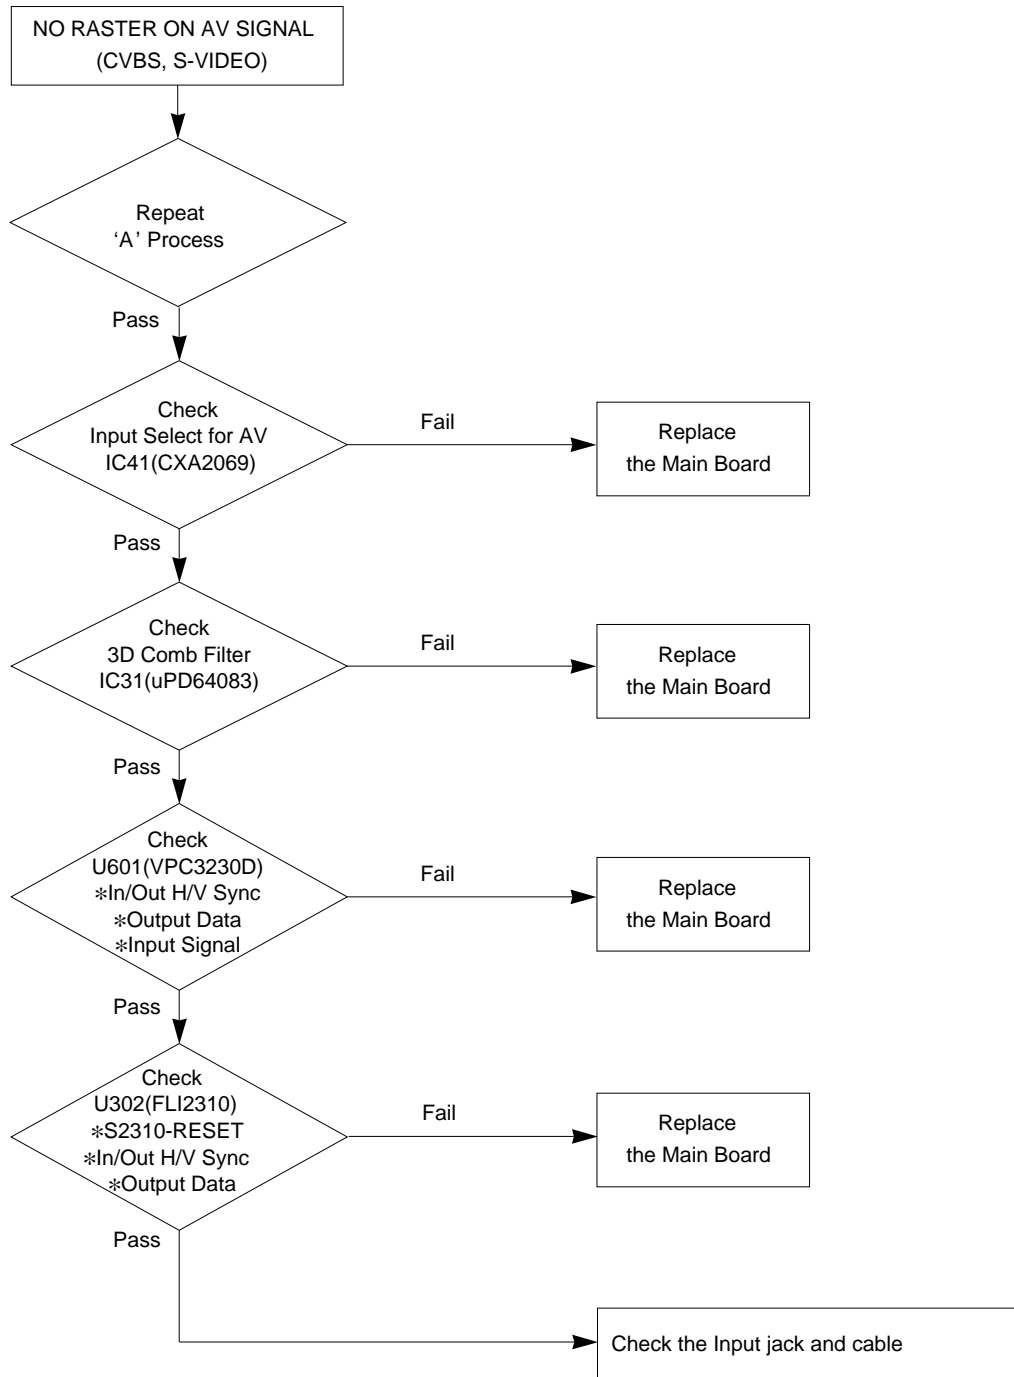 NO RASTER ON AV SIGNAL
(CVBS, S-VIDEO)
Repeat
‘A’ Process
Pass
Check
Input Select for AV
IC41(CXA2069)
Fail
Replace
the Main Board
Pass
Check
3D Comb Filter
IC31(uPD64083)
Fail
Replace
the Main Board
Pass
Check
U601(VPC3230D)
*In/Out H/V Sync
*Output Data
*Input Signal
Fail
Replace
the Main Board
Pass
Check
U302(FLI2310)
*S2310-RESET
*In/Out H/V Sync
*Output Data
Fail
Replace
the Main Board
Pass
Check the Input jack and cable